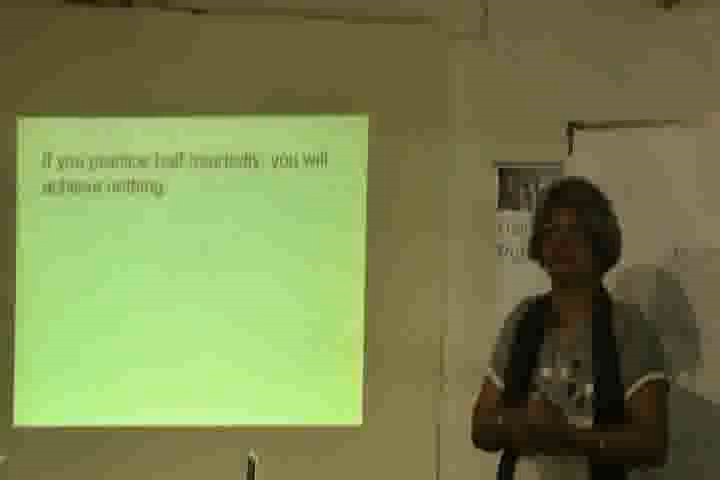 If you practice half heartedly, you will
achieve nothing.